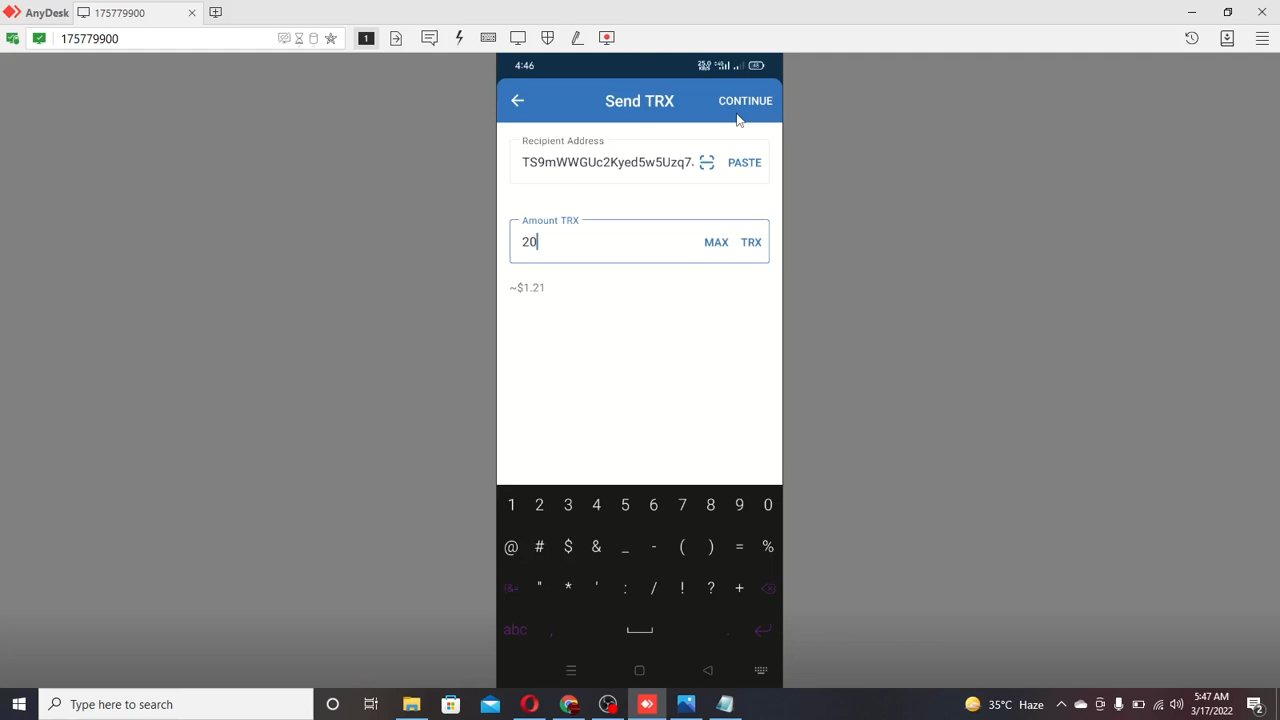 AnyDesk
175779900
175779900
1
4:46
Send TRX
CONTINUE
Recipient Address
TS9mWWGUc2Kyed5w5Uzq7
PASTE
Amount TRX
20
MAX TRX
~$1.21
1 2 3 4 5 6 7 8 9 0
@ # $ & _ - ( ) = %
" * ' : / ! ? +
abc , .
Type here to search
35°C Haze
5:47 AM
3/17/2022
2